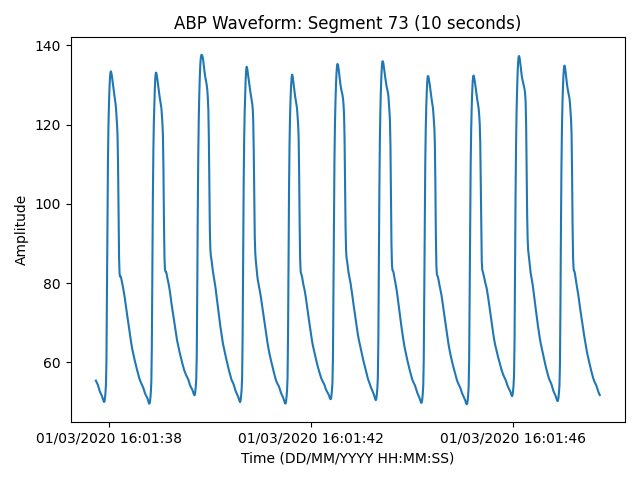 ABP Waveform: Segment 73 (10 seconds)
140
120
100
80
60
Amplitude
01/03/2020 16:01:38 01/03/2020 16:01:42 01/03/2020 16:01:46
Time (DD/MM/YYYY HH:MM:SS)